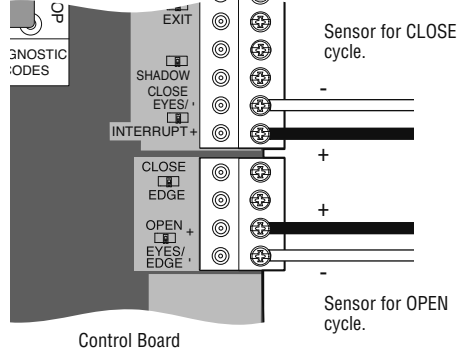 OP
GNOSTIC
ODES
EXIT
SHADOW
CLOSE
EYES/ '
INTERRUPT +
CLOSE
EDGE
OPEN +
EYES/
EDGE '
Sensor for CLOSE
cycle.
-
+
+
-
Sensor for OPEN
cycle.
Control Board